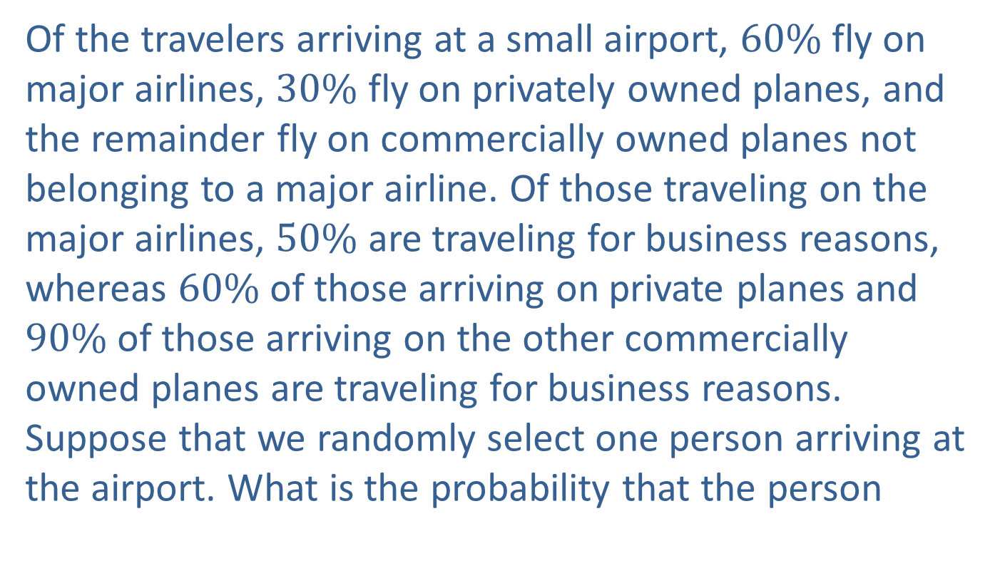 Of the travelers arriving at a small airport, 60% fly on
major airlines, 30% fly on privately owned planes, and
the remainder fly on commercially owned planes not
belonging to a major airline. Of those traveling on the
major airlines, 50% are traveling for business reasons,
whereas 60% of those arriving on private planes and
90% of those arriving on the other commercially
owned planes are traveling for business reasons.
Suppose that we randomly select one person arriving at
the airport. What is the probability that the person